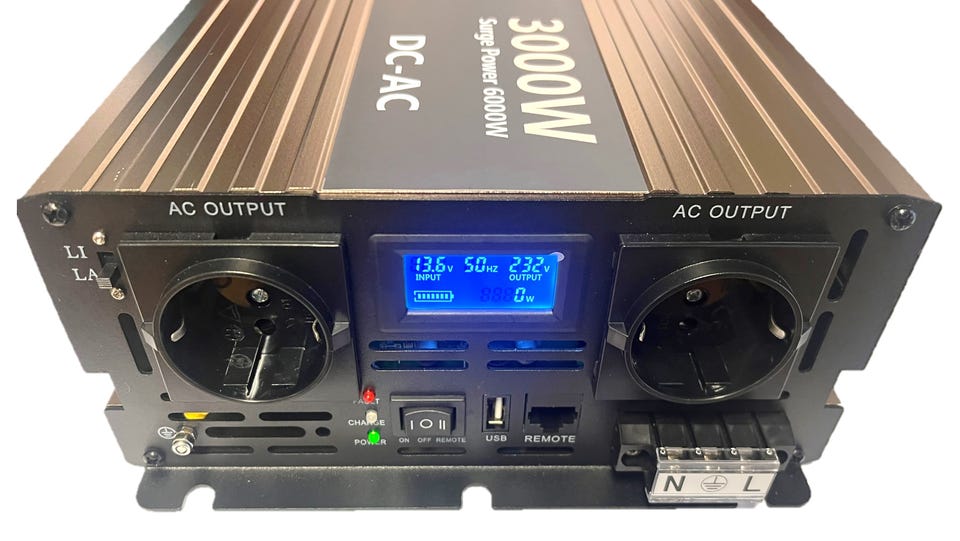 3000W
Surge Power 6000W
DC-AC
AC OUTPUT
AC OUTPUT
LI
LA
13.6V 50HZ 232V
INPUT OUTPUT
0W
FAULT
CHARGE
POWER
I O II
ON OFF REMOTE
USB
REMOTE
N L